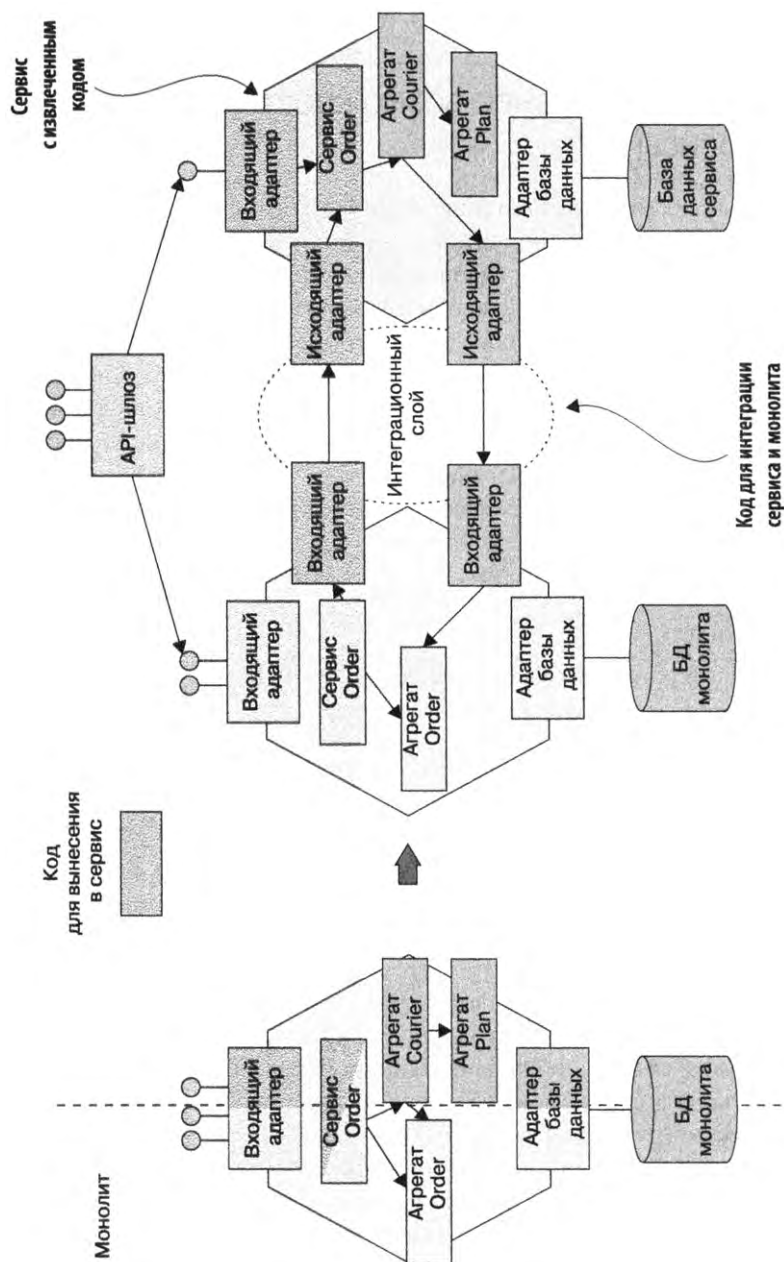 Монолит
Входящий
адаптер
Сервис
Order
Агрегат
Order
Агрегат
Courier
Агрегат
Plan
Адаптер
базы
данных
БД
монолита
Код
для вынесения
в сервис
API-шлюз
Входящий
адаптер
Сервис
Order
Агрегат
Order
Входящий
адаптер
Входящий
адаптер
Адаптер
базы
данных
БД
монолита
Интеграционный
слой
Код для интеграции
сервиса и монолита
Сервис
с извлеченным
кодом
Входящий
адаптер
Исходящий
адаптер
Сервис
Order
Агрегат
Courier
Агрегат
Plan
Исходящий
адаптер
Адаптер
базы
данных
База
данных
сервиса